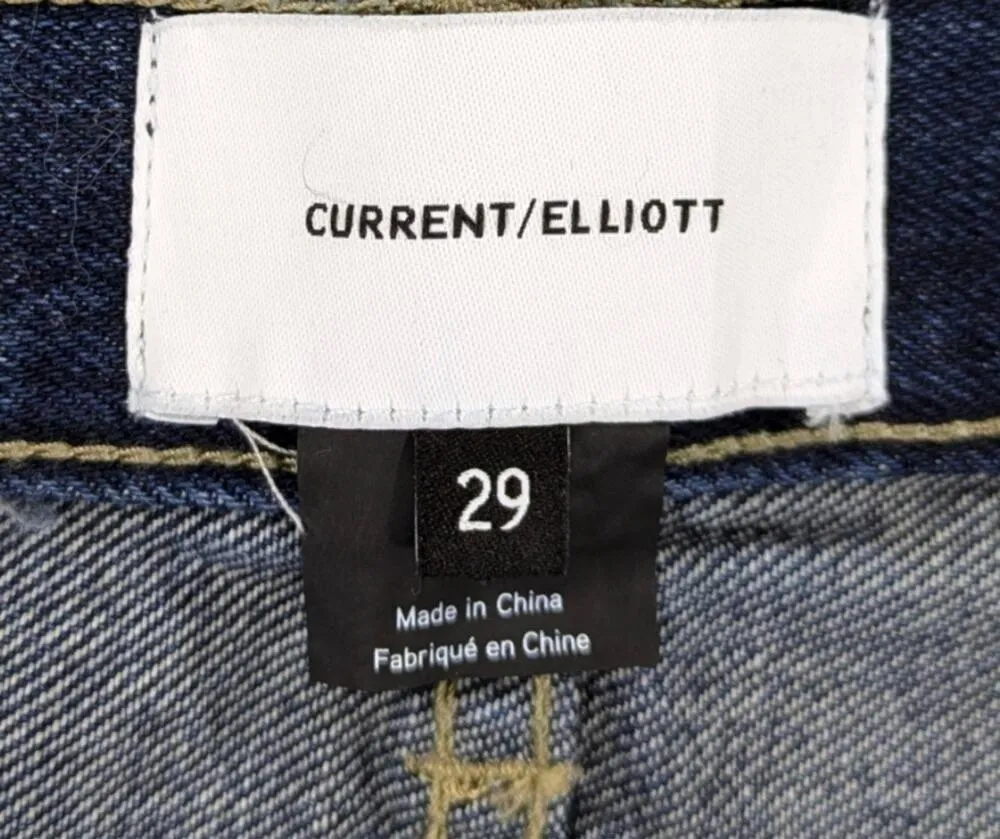 CURRENT/ELLIOTT
29
Made in China
Fabriqué en Chine